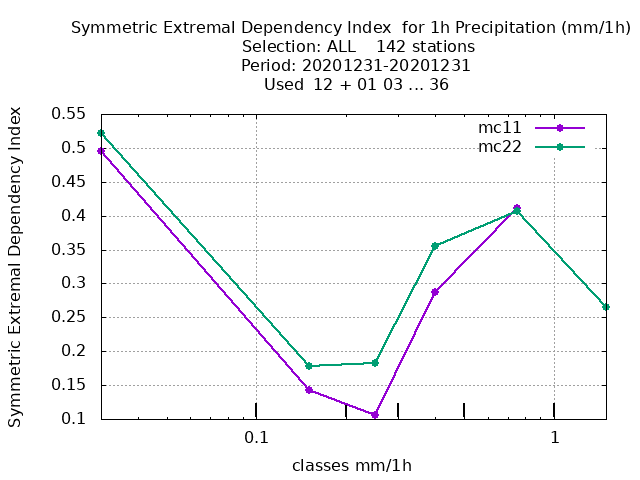 Symmetric Extremal Dependency Index  for 1h Precipitation (mm/1h)
Selection: ALL    142 stations
Period: 20201231-20201231
Used  12 + 01 03 ... 36
mc11
mc22
Symmetric Extremal Dependency Index
0.55
0.5
0.45
0.4
0.35
0.3
0.25
0.2
0.15
0.1
0.1 1
classes mm/1h